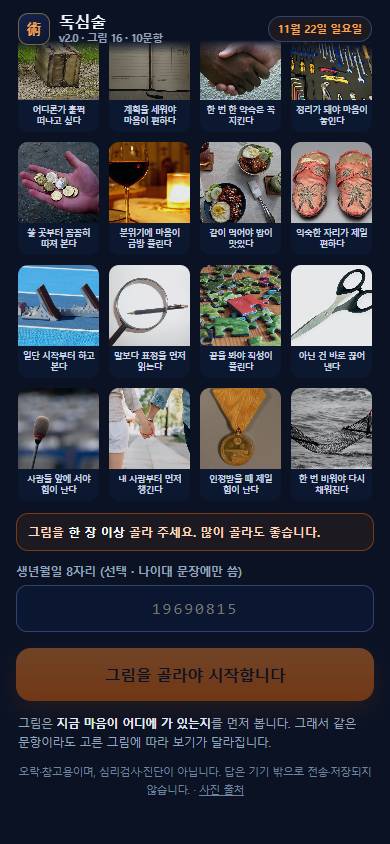 術
독심술
v2.0 · 그림 16 · 10문항
11월 22일 일요일
어디론가 훌쩍
떠나고 싶다
계획을 세워야
마음이 편하다
한 번 한 약속은 꼭
지킨다
정리가 돼야 마음이
놓인다
쓸 곳부터 꼼꼼히
따져 본다
분위기에 마음이
금방 풀린다
같이 먹어야 밥이
맛있다
익숙한 자리가 제일
편하다
일단 시작부터 하고
본다
말보다 표정을 먼저
읽는다
끝을 봐야 직성이
풀린다
아닌 건 바로 끊어
낸다
사람들 앞에 서야
힘이 난다
내 사람부터 먼저
챙긴다
인정받을 때 제일
힘이 난다
한 번 비워야 다시
채워진다
그림을 한 장 이상 골라 주세요. 많이 골라도 좋습니다.
생년월일 8자리 (선택 · 나이대 문장에만 씀)
19690815
그림을 골라야 시작합니다
그림은 지금 마음이 어디에 가 있는지를 먼저 봅니다. 그래서 같은
문항이라도 고른 그림에 따라 보기가 달라집니다.
오락·참고용이며, 심리검사·진단이 아닙니다. 답은 기기 밖으로 전송·저장되지
않습니다. · 사진 출처